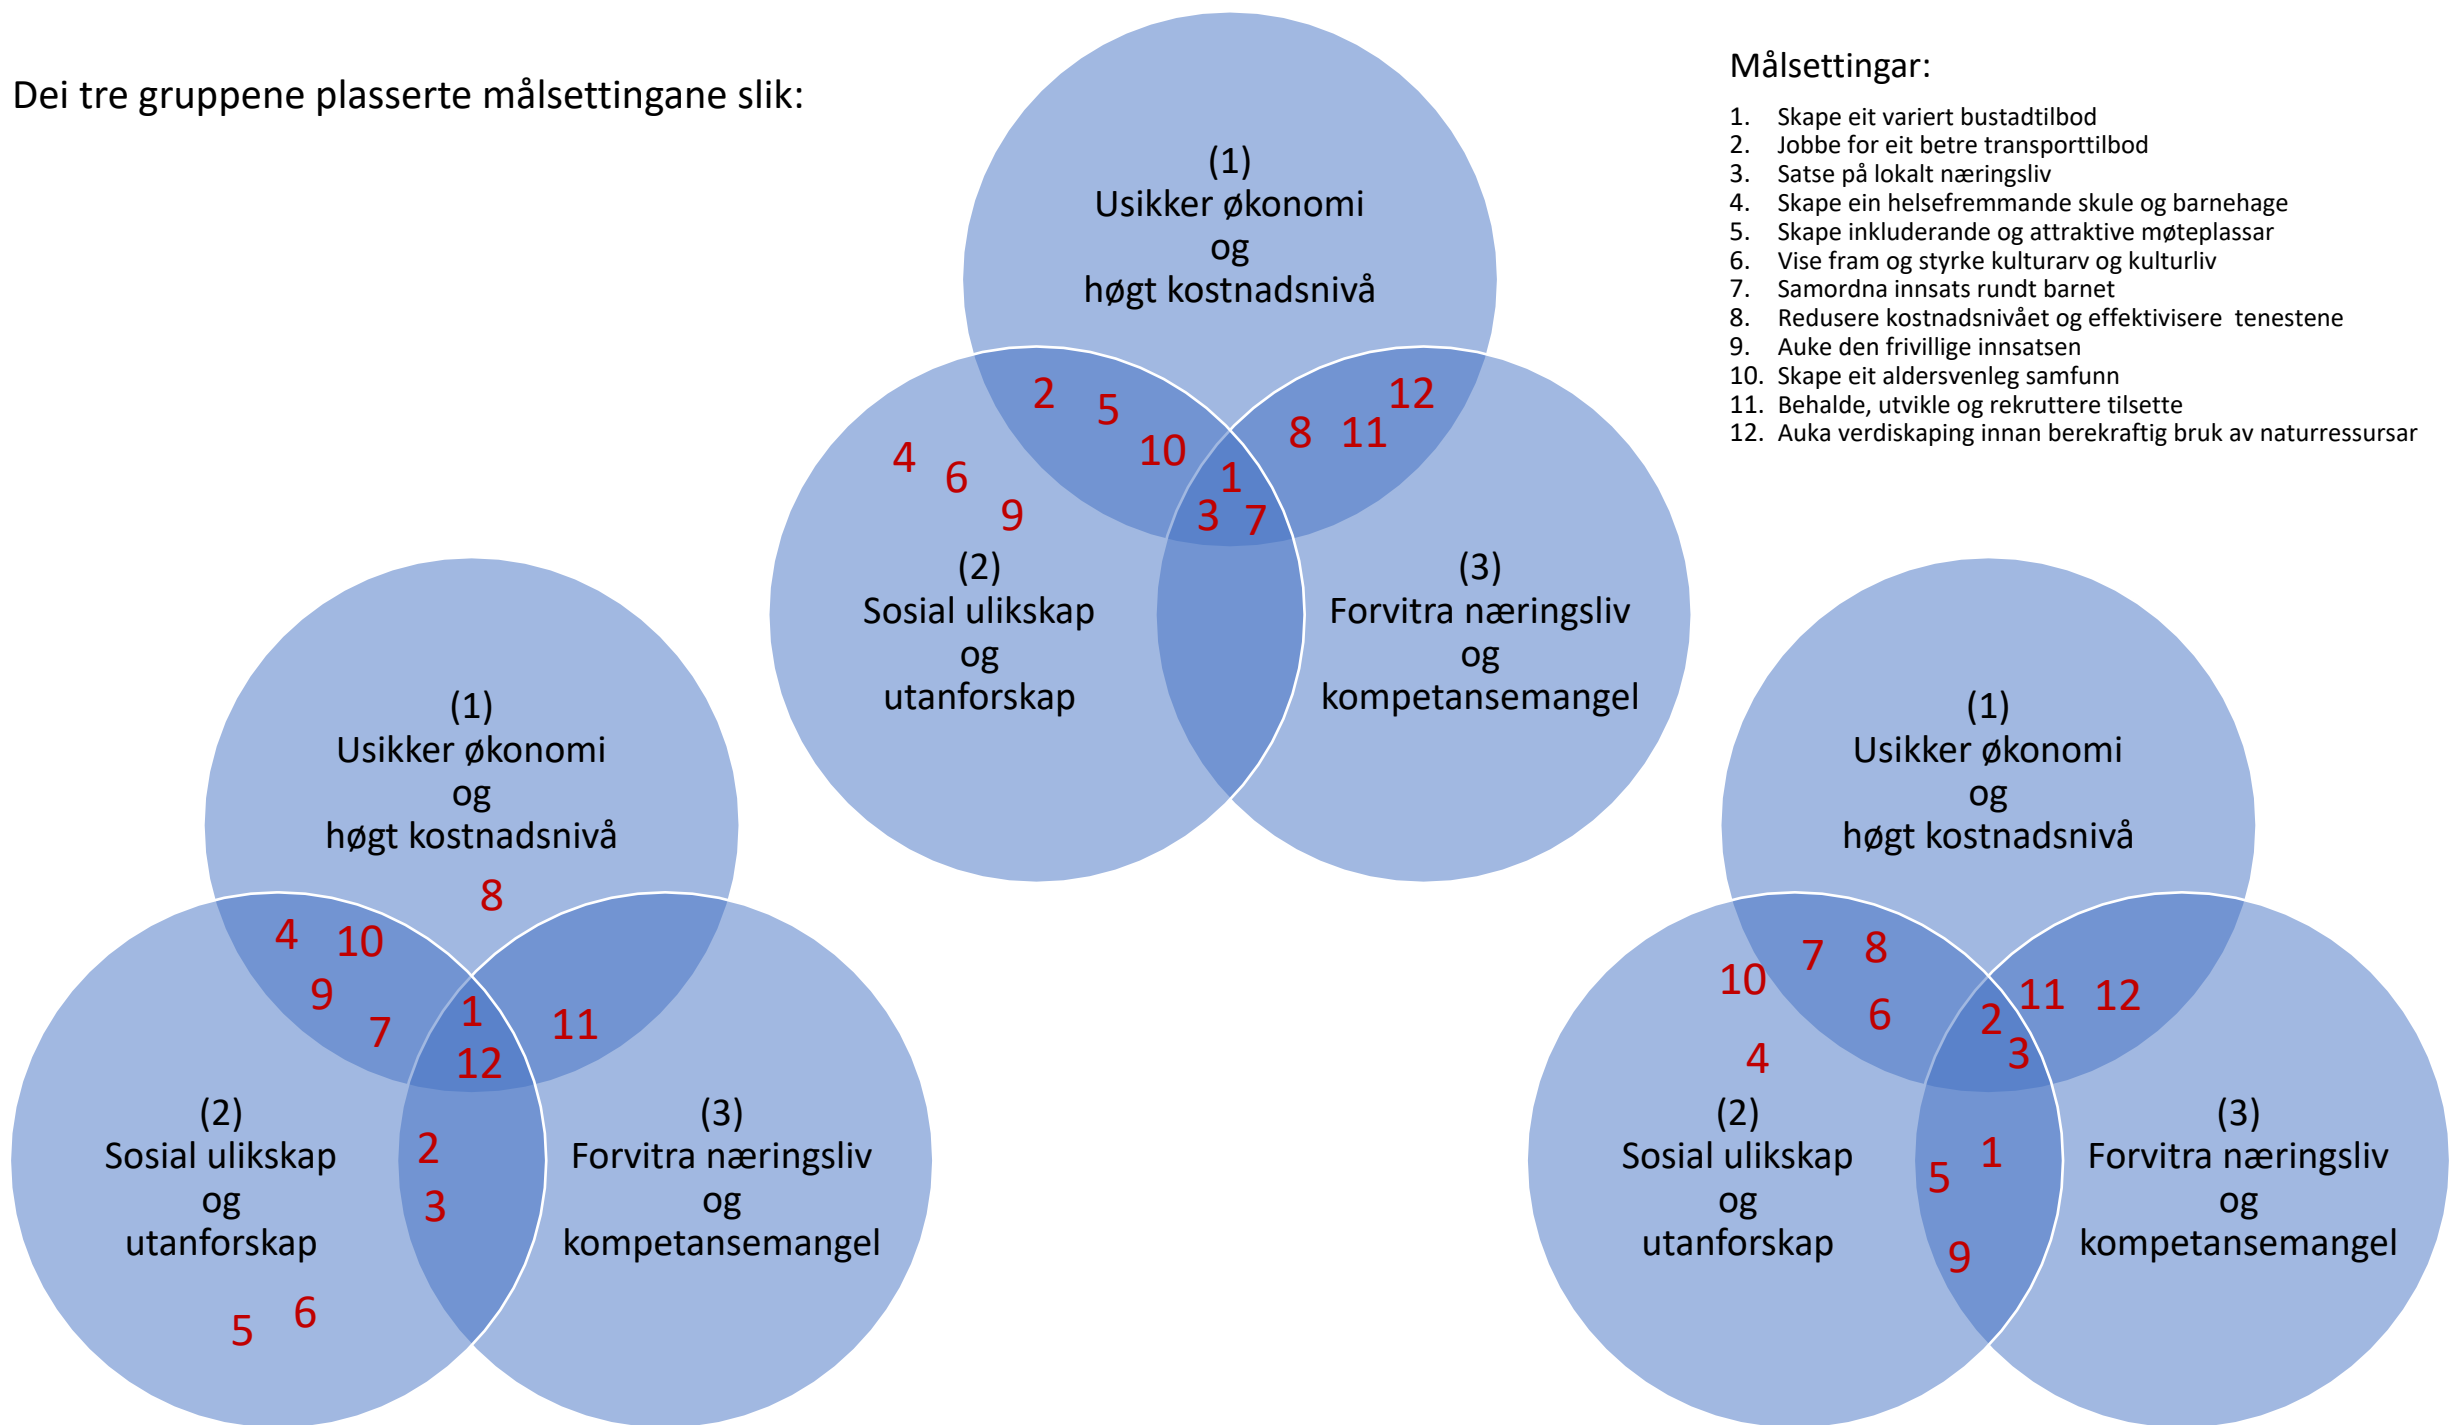 Dei tre gruppene plasserte målsettingane slik:
Målsettingar:
1. Skape eit variert bustadtilbod
2. Jobbe for eit betre transporttilbod
3. Satse på lokalt næringsliv
4. Skape ein helsefremmande skule og barnehage
5. Skape inkluderande og attraktive møteplassar
6. Vise fram og styrke kulturarv og kulturliv
7. Samordna innsats rundt barnet
8. Redusere kostnadsnivået og effektivisere tenestene
9. Auke den frivillige innsatsen
10. Skape eit aldersvenleg samfunn
11. Behalde, utvikle og rekruttere tilsette
12. Auka verdiskaping innan berekraftig bruk av naturressursar
(1)
Usikker økonomi
og
høgt kostnadsnivå
2
5
10
8
11
12
4
6
9
1
3
7
(2)
Sosial ulikskap
og
utanforskap
(3)
Forvitra næringsliv
og
kompetansemangel
(1)
Usikker økonomi
og
høgt kostnadsnivå
8
4
10
9
7
1
12
11
(2)
Sosial ulikskap
og
utanforskap
2
3
(3)
Forvitra næringsliv
og
kompetansemangel
5
6
(1)
Usikker økonomi
og
høgt kostnadsnivå
10
7
8
6
4
2
3
11
12
(2)
Sosial ulikskap
og
utanforskap
5
1
9
(3)
Forvitra næringsliv
og
kompetansemangel